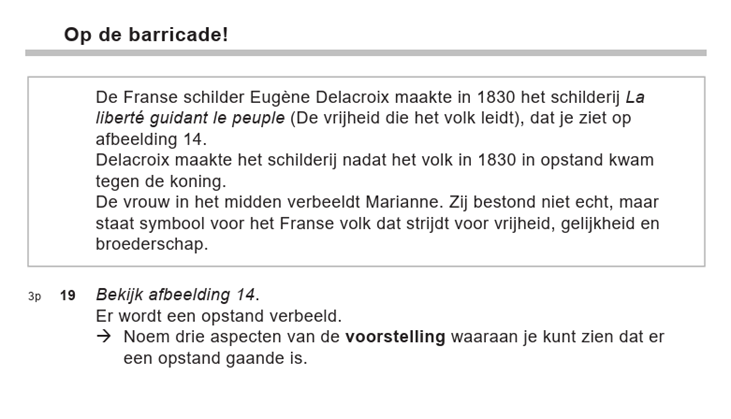 Op de barricade!
De Franse schilder Eugène Delacroix maakte in 1830 het schilderij La
liberté guidant le peuple (De vrijheid die het volk leidt), dat je ziet op
afbeelding 14.
Delacroix maakte het schilderij nadat het volk in 1830 in opstand kwam
tegen de koning.
De vrouw in het midden verbeeldt Marianne. Zij bestond niet echt, maar
staat symbool voor het Franse volk dat strijdt voor vrijheid, gelijkheid en
broederschap.
3p 19 Bekijk afbeelding 14.
Er wordt een opstand verbeeld.
→ Noem drie aspecten van de voorstelling waaraan je kunt zien dat er
een opstand gaande is.